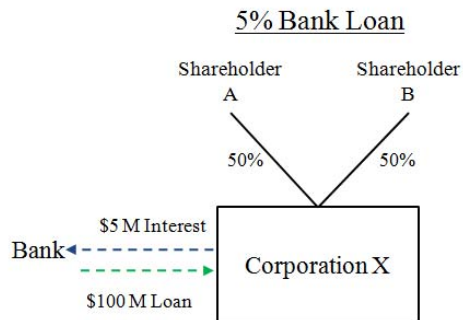 5% Bank Loan
Shareholder
A
Shareholder
B
50%
50%
$5 M Interest
Bank
Corporation X
$100 M Loan